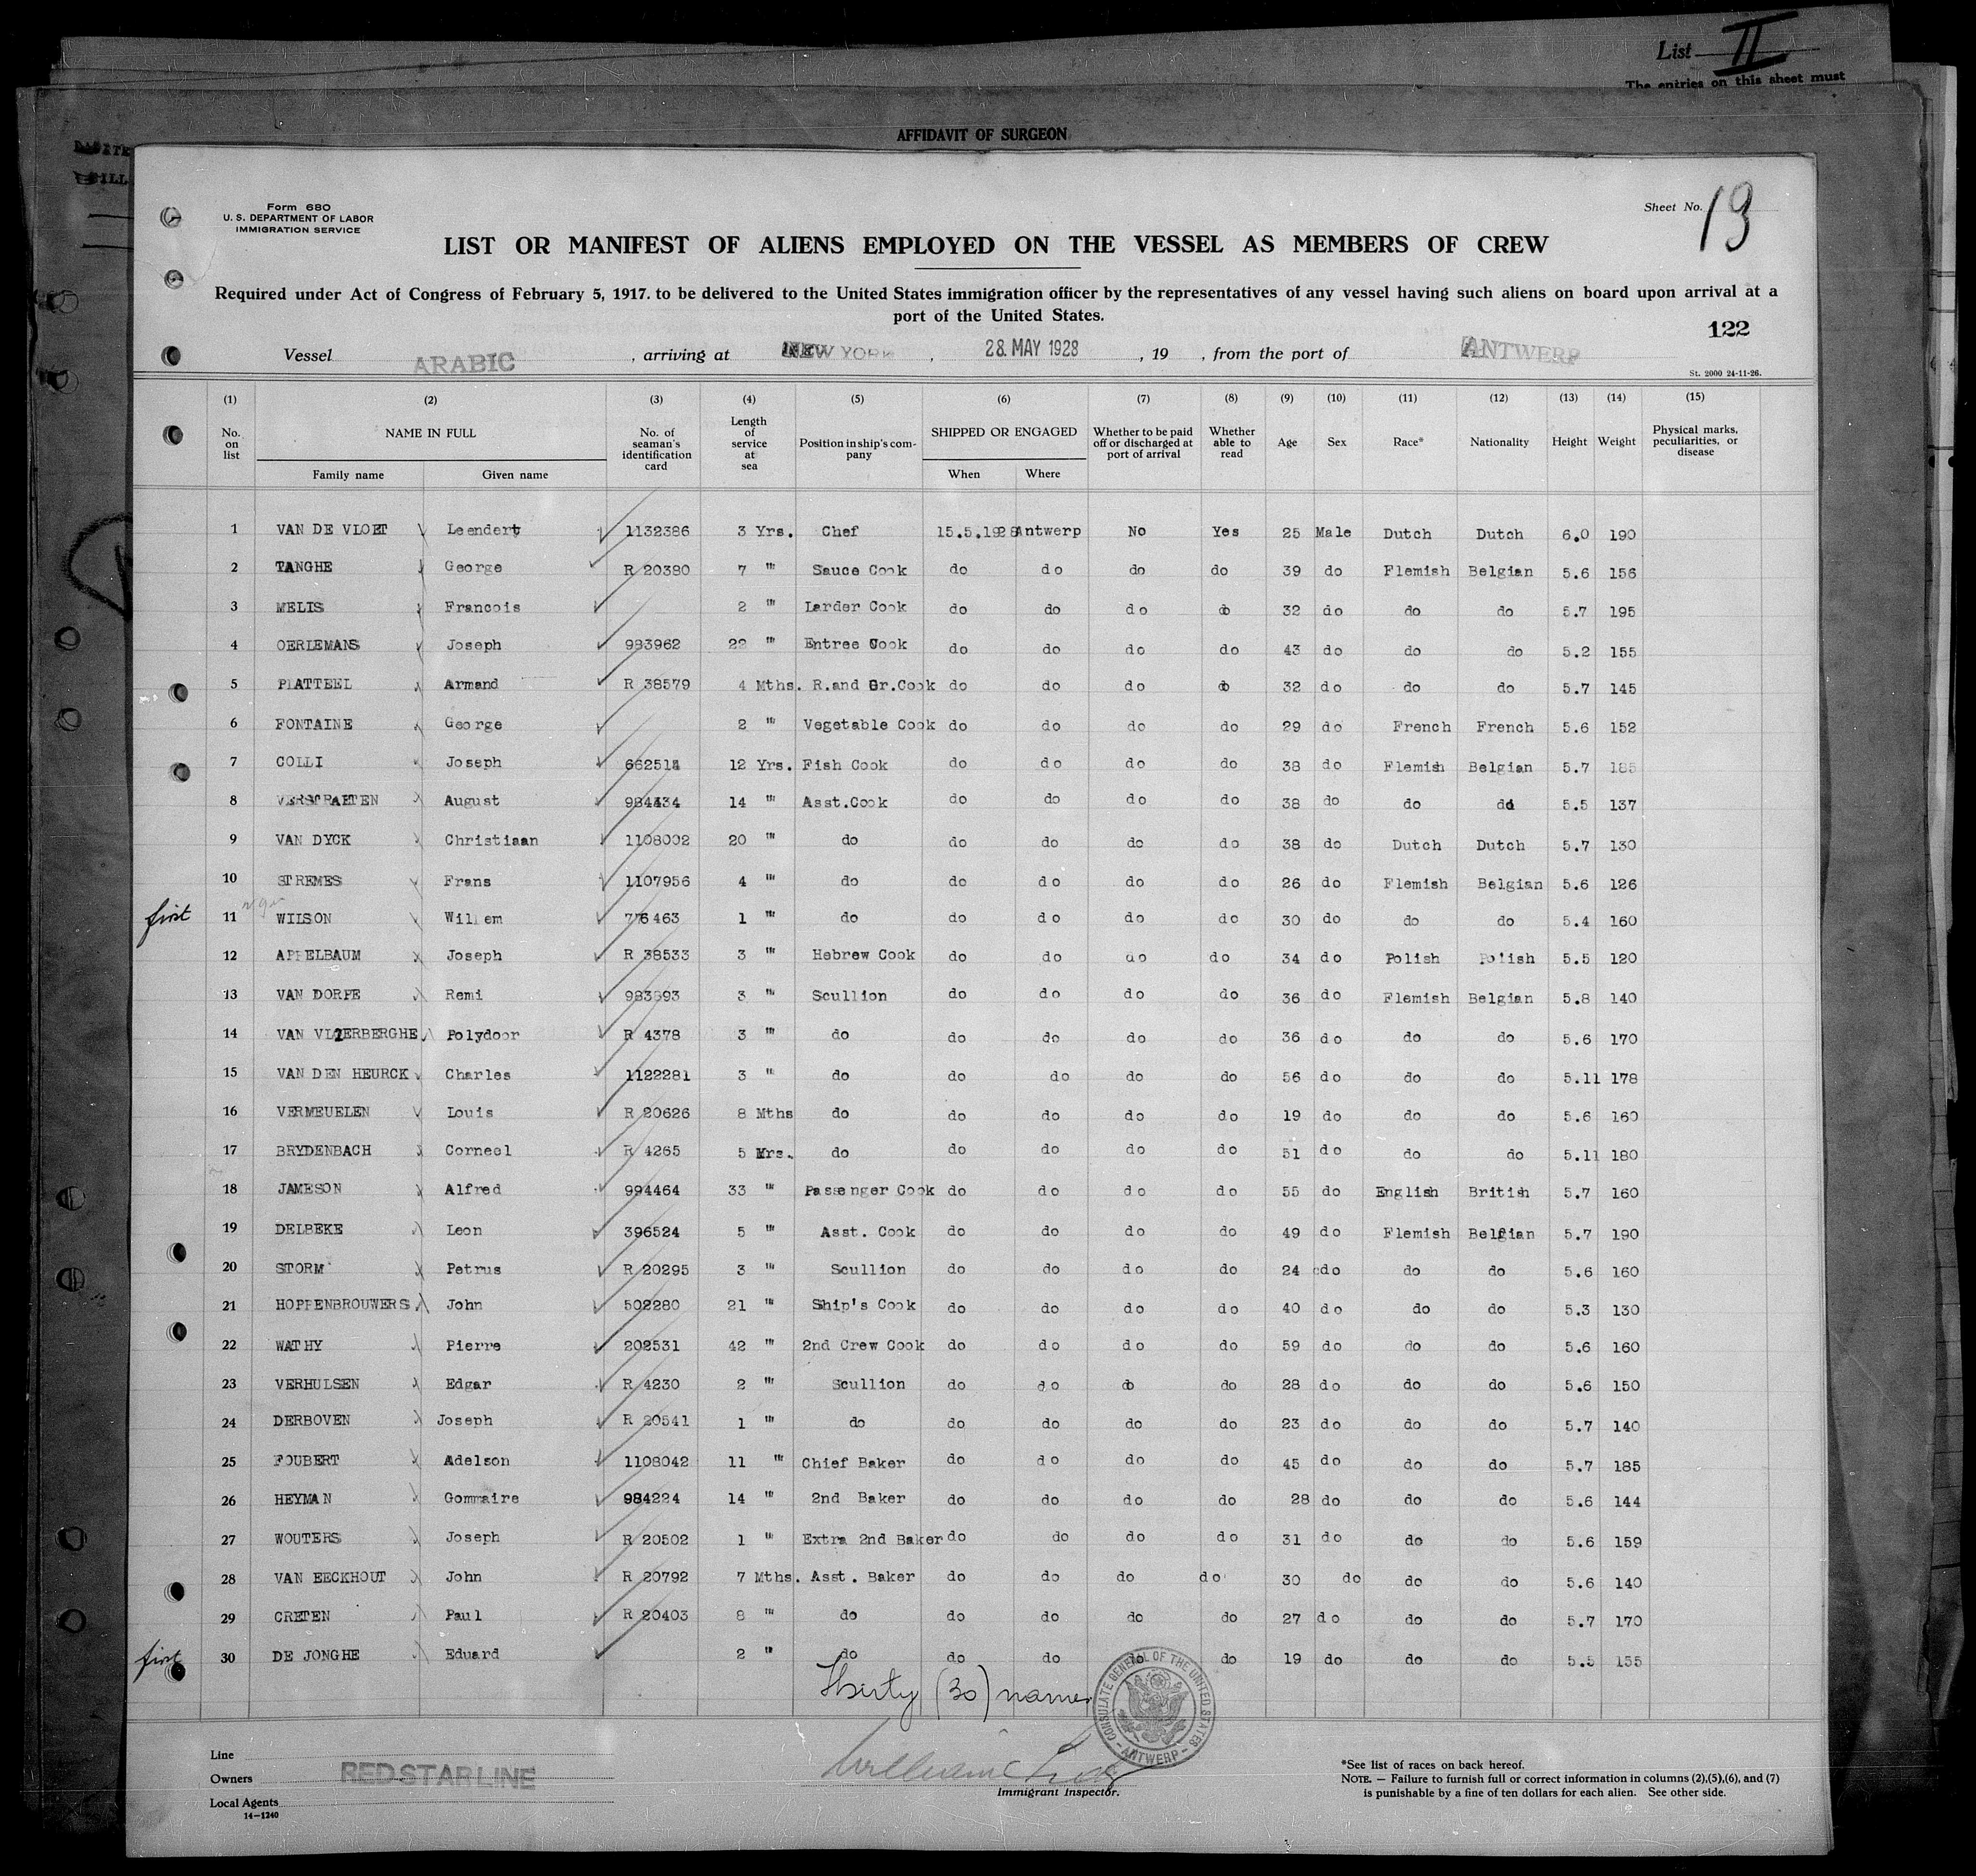 List II
The entries on this sheet must
AFFIDAVIT OF SURGEON
Form 680
U. S. DEPARTMENT OF LABOR
IMMIGRATION SERVICE
Sheet No. 13
LIST OR MANIFEST OF ALIENS EMPLOYED ON THE VESSEL AS MEMBERS OF CREW
Required under Act of Congress of February 5, 1917. to be delivered to the United States immigration officer by the representatives of any vessel having such aliens on board upon arrival at a
port of the United States.
122
Vessel ARABIC , arriving at NEW YORK , 28 MAY 1928 , 19 , from the port of ANTWERP
St. 2000 24-11-26.
(1) (2) (3) (4) (5) (6) (7) (8) (9) (10) (11) (12) (13) (14) (15)
No. on list NAME IN FULL Family name Given name No. of seaman's identification card Length of service at sea Position in ship's company SHIPPED OR ENGAGED When Where Whether to be paid off or discharged at port of arrival Whether able to read Age Sex Race* Nationality Height Weight Physical marks, peculiarities, or disease
1 VAN DE VLOET Leendert 1132386 3 Yrs. Chef 15.5.1928 Antwerp No Yes 25 Male Dutch Dutch 6.0 190
2 TANGHE George R 20380 7 " Sauce Cook do do do do 39 do Flemish Belgian 5.6 156
3 MELIS Francois 2 " Larder Cook do do do do 32 do do do 5.7 195
4 OERLEMANS Joseph 983962 22 " Entree Cook do do do do 43 do do do 5.2 155
5 PLATTEEL Armand R 38579 4 Mths. R.and Gr.Cook do do do do 32 do do do 5.7 145
6 FONTAINE George 2 " Vegetable Cook do do do do 29 do French French 5.6 152
7 COLLI Joseph 662514 12 Yrs. Fish Cook do do do do 38 do Flemish Belgian 5.7 185
8 VERSTRAETEN August 984434 14 " Asst.Cook do do do do 38 do do do 5.5 137
9 VAN DYCK Christiaan 1108002 20 " do do do do do 38 do Dutch Dutch 5.7 130
10 STREMES Frans 1107956 4 " do do do do do 26 do Flemish Belgian 5.6 126
first 11 WILSON Willem 776463 1 " do do do do do 30 do do do 5.4 160
12 APPELBAUM Joseph R 38533 3 " Hebrew Cook do do do do 34 do Polish Polish 5.5 120
13 VAN DORPE Remi 983893 3 " Scullion do do do do 36 do Flemish Belgian 5.8 140
14 VAN VLIERBERGHE Polydoor R 4378 3 " do do do do do 36 do do do 5.6 170
15 VAN DEN HEURCK Charles 1122281 3 " do do do do do 56 do do do 5.11 178
16 VERMEUELEN Louis R 20626 8 Mths do do do do do 19 do do do 5.6 160
17 BRYDENBACH Corneel R 4265 5 Yrs. do do do do do 51 do do do 5.11 180
18 JAMESON Alfred 994464 33 " Passenger Cook do do do do 55 do English British 5.7 160
19 DELBEKE Leon 396524 5 " Asst. Cook do do do do 49 do Flemish Belgian 5.7 190
20 STORM Petrus R 20295 3 " Scullion do do do do 24 do do do 5.6 160
21 HOPPENBROUWERS John 502280 21 " Ship's Cook do do do do 40 do do do 5.3 130
22 WATHY Pierre 202531 42 " 2nd Crew Cook do do do do 59 do do do 5.6 160
23 VERHULSEN Edgar R 4230 2 " Scullion do do do do 28 do do do 5.6 150
24 DERBOVEN Joseph R 20541 1 " do do do do do 23 do do do 5.7 140
25 FOUBERT Adelson 1108042 11 " Chief Baker do do do do 45 do do do 5.7 185
26 HEYMAN Gommaire 984224 14 " 2nd Baker do do do do 28 do do do 5.6 144
27 WOUTERS Joseph R 20502 1 " Extra 2nd Baker do do do do 31 do do do 5.6 159
28 VAN EECKHOUT John R 20792 7 Mths. Asst. Baker do do do do 30 do do do 5.6 140
29 CRETEN Paul R 20403 8 " do do do do do 27 do do do 5.7 170
first 30 DE JONGHE Eduard 2 " do do do do do 19 do do do 5.5 155
Thirty (30) names
CONSULATE GENERAL OF THE UNITED STATES ANTWERP
Line
Owners RED STAR LINE
Local Agents
14—1240
William
Immigrant Inspector.
*See list of races on back hereof.
NOTE. — Failure to furnish full or correct information in columns (2),(5),(6), and (7)
is punishable by a fine of ten dollars for each alien. See other side.